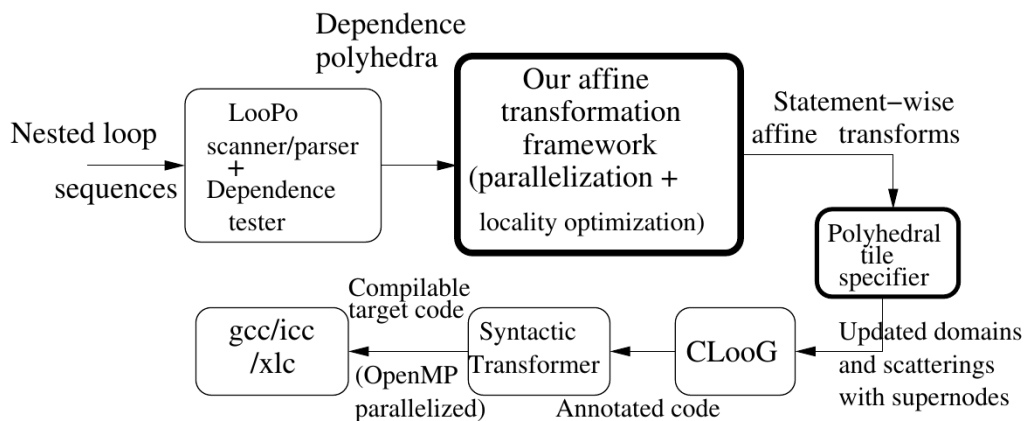 Dependence
polyhedra
Nested loop
sequences
LooPo
scanner/parser
+
Dependence
tester
Our affine
transformation
framework
(parallelization +
locality optimization)
Statement−wise
affine transforms
Polyhedral
tile
specifier
Updated domains
and scatterings
with supernodes
CLooG
Annotated code
Syntactic
Transformer
Compilable
target code
(OpenMP
parallelized)
gcc/icc
/xlc